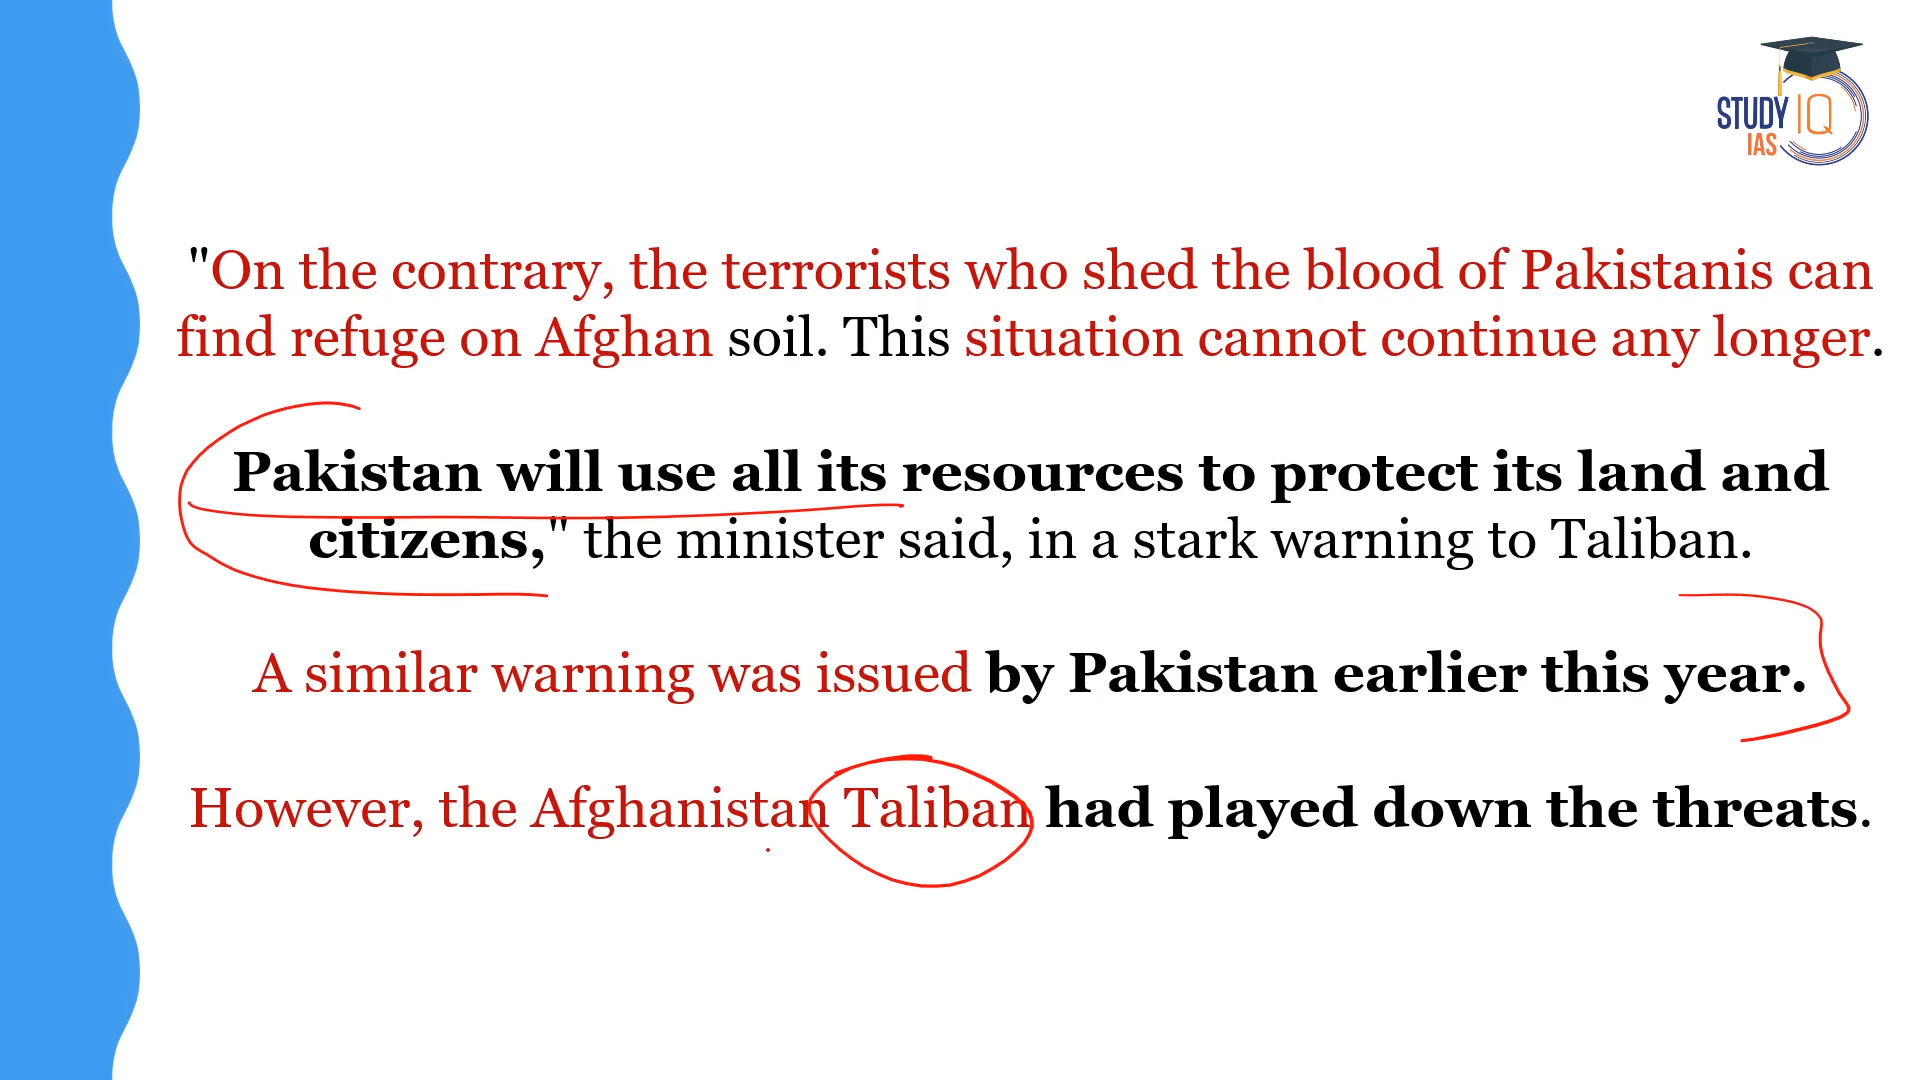 STUDY IQ
IAS
"On the contrary, the terrorists who shed the blood of Pakistanis can
find refuge on Afghan soil. This situation cannot continue any longer.
Pakistan will use all its resources to protect its land and
citizens," the minister said, in a stark warning to Taliban.
A similar warning was issued by Pakistan earlier this year.
However, the Afghanistan Taliban had played down the threats.